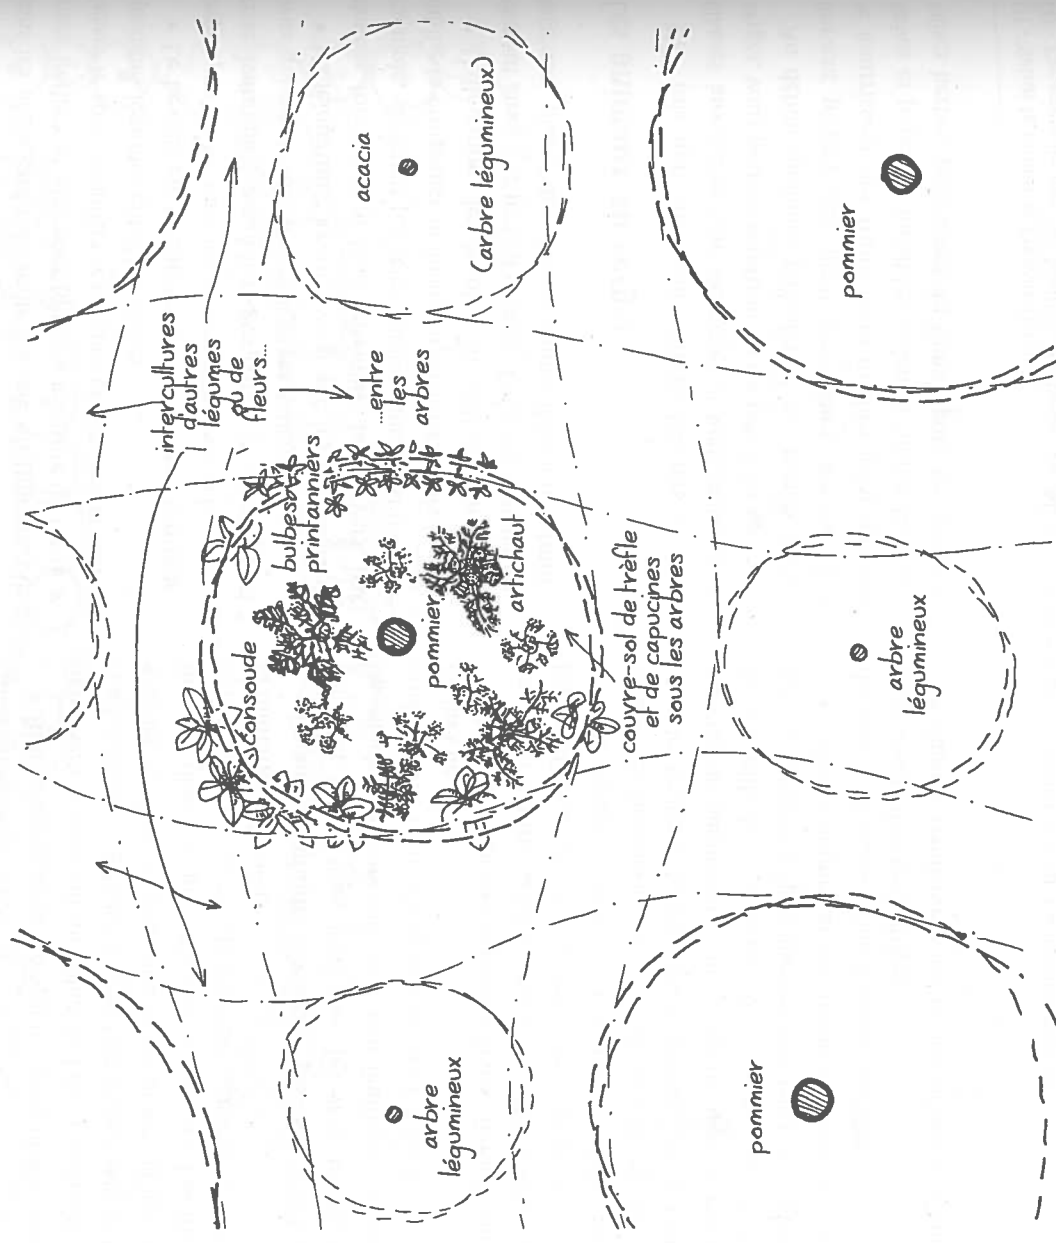 intercultures
d'autres
légumes
ou de
fleurs...
...entre
les
arbres
acacia
(arbre légumineux)
consoude
bulbes
printanniers
pommier
artichaut
arbre
légumineux
couvre-sol de trèfle
et de capucines
sous les arbres
pommier
arbre
légumineux
pommier